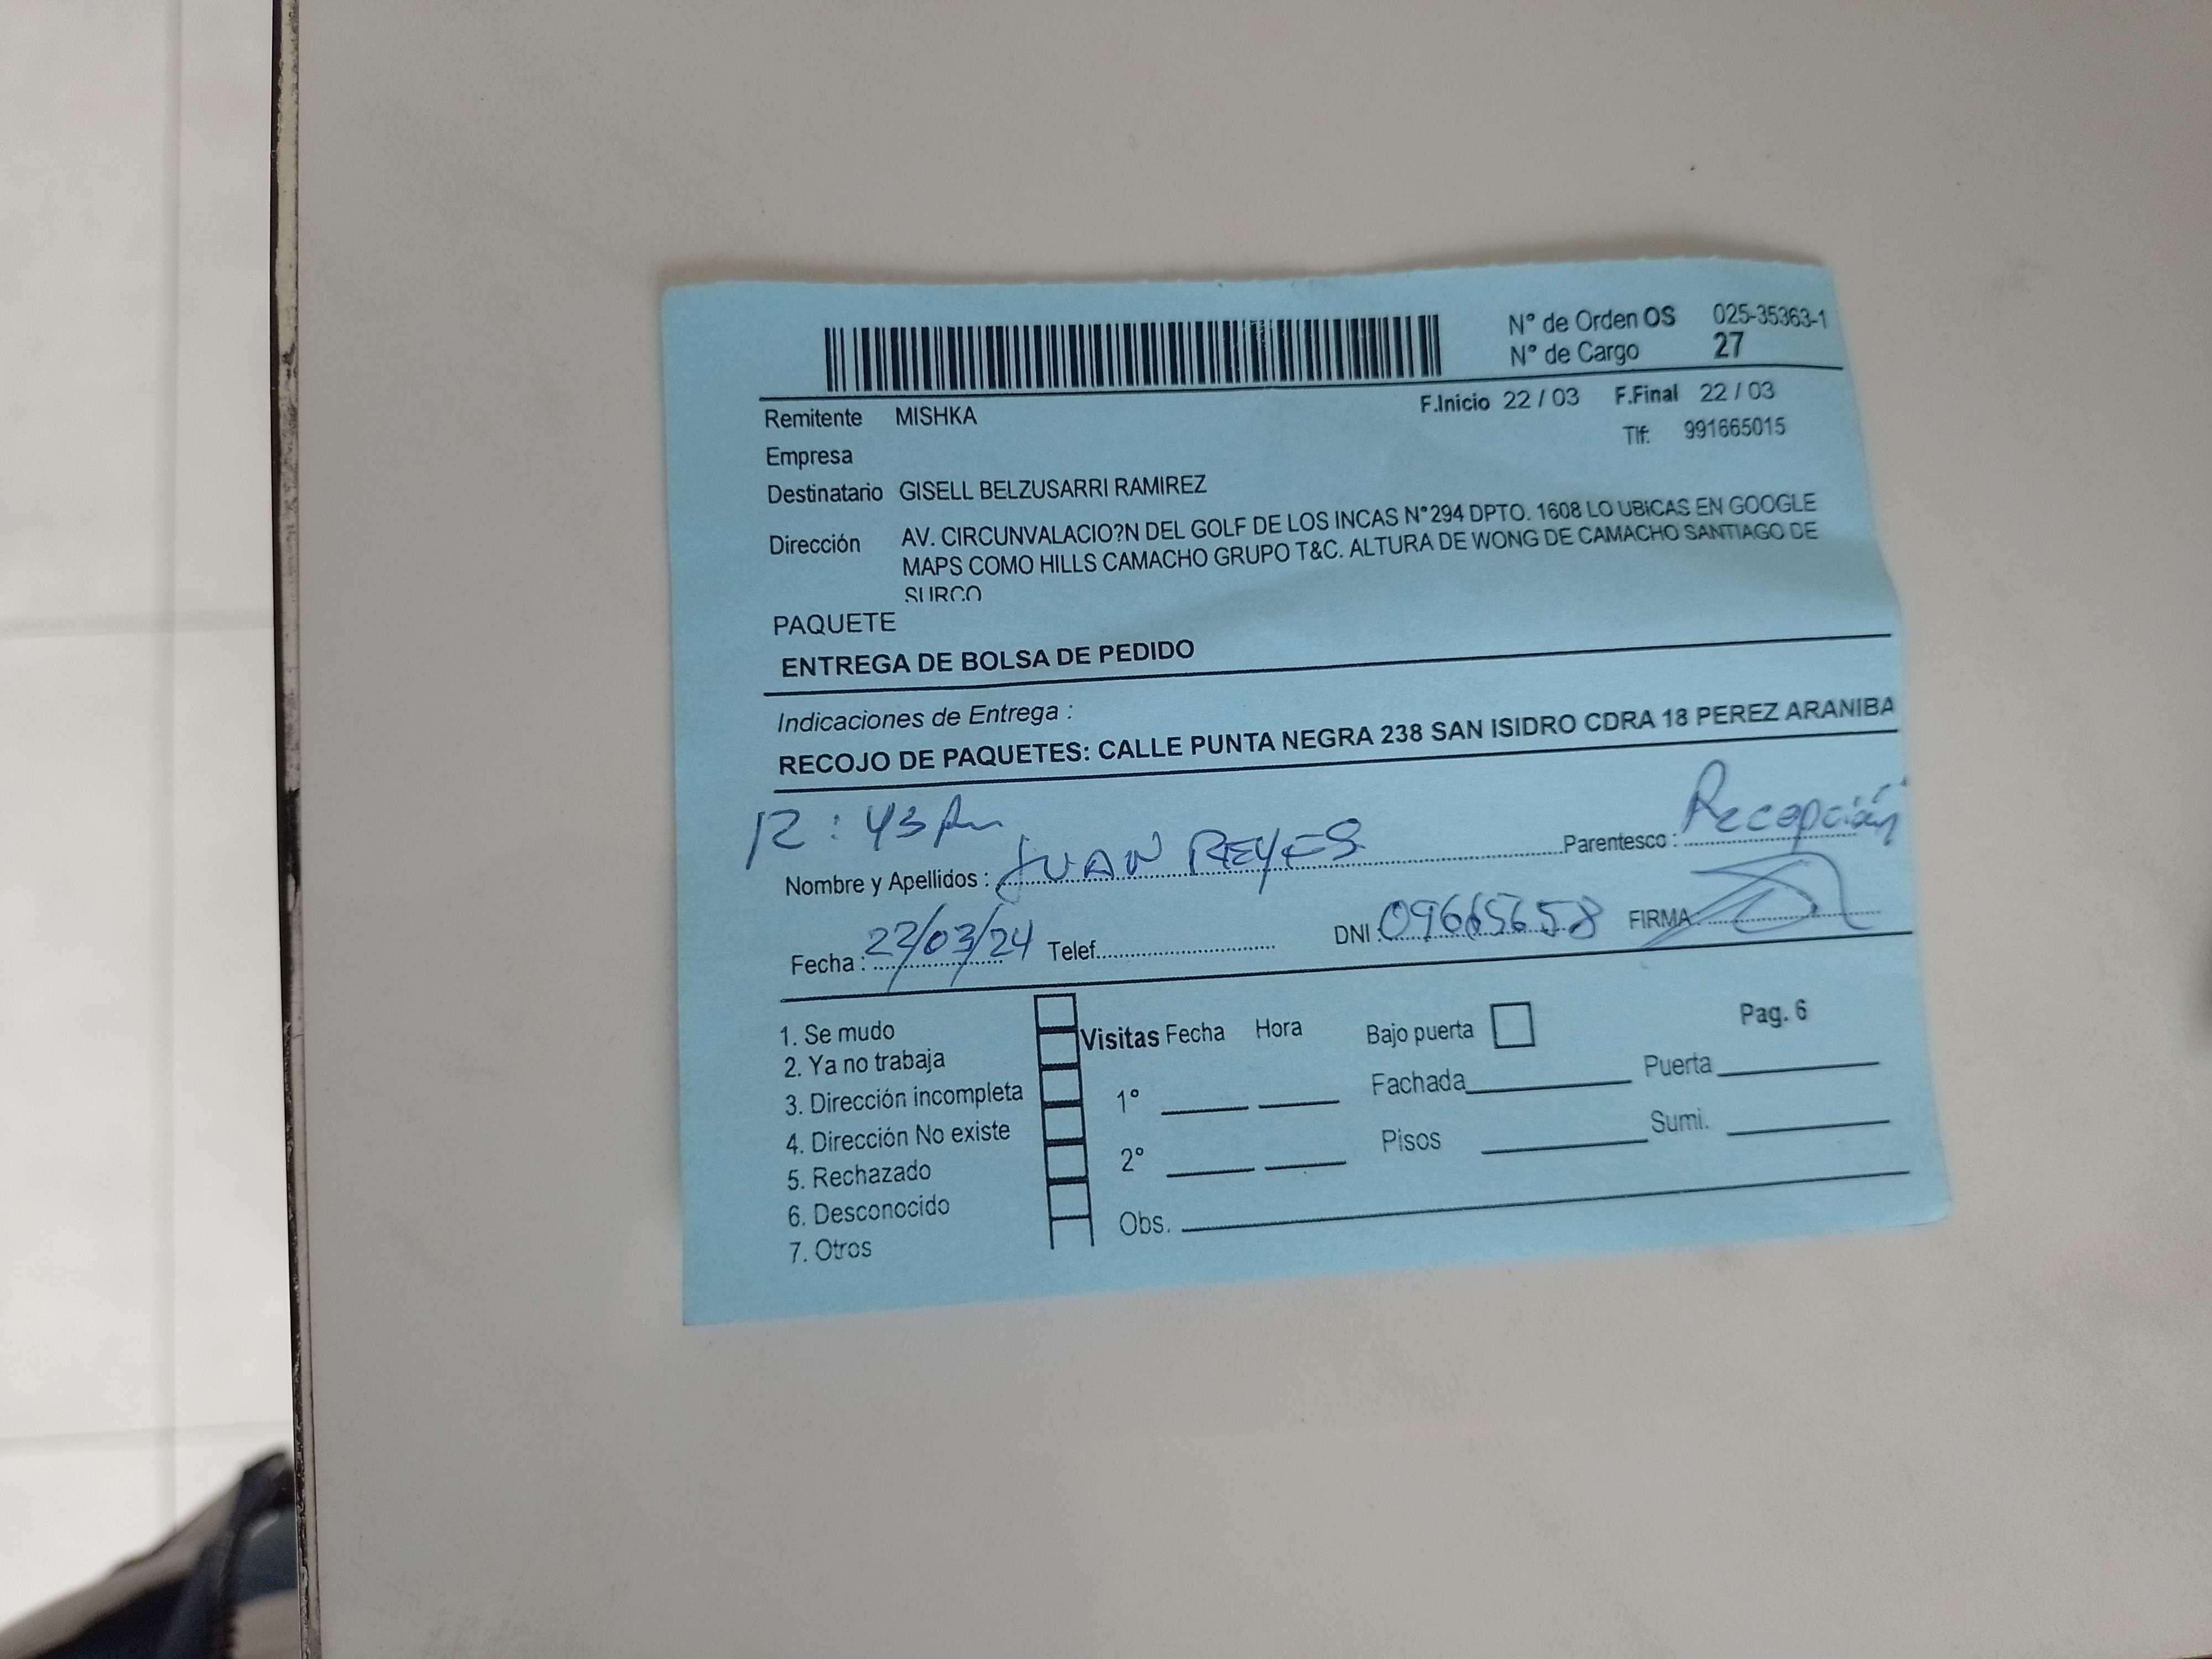 N° de Orden OS 025-35363-1
N° de Cargo 27
Remitente MISHKA F.Inicio 22 / 03 F.Final 22 / 03
Empresa Tlf: 991665015
Destinatario GISELL BELZUSARRI RAMIREZ
Dirección AV. CIRCUNVALACIO?N DEL GOLF DE LOS INCAS N°294 DPTO. 1608 LO UBICAS EN GOOGLE
MAPS COMO HILLS CAMACHO GRUPO T&C. ALTURA DE WONG DE CAMACHO SANTIAGO DE
SURCO
PAQUETE
ENTREGA DE BOLSA DE PEDIDO
Indicaciones de Entrega :
RECOJO DE PAQUETES: CALLE PUNTA NEGRA 238 SAN ISIDRO CDRA 18 PEREZ ARANIBA
12:43 pm
Nombre y Apellidos : JUAN REYES Parentesco : Recepción
Fecha : 22/03/24 Telef. DNI 09665658 FIRMA
1. Se mudo
2. Ya no trabaja
3. Dirección incompleta
4. Dirección No existe
5. Rechazado
6. Desconocido
7. Otros
Visitas Fecha Hora
1°
2°
Obs.
Bajo puerta Pag. 6
Fachada Puerta
Pisos Sumi.